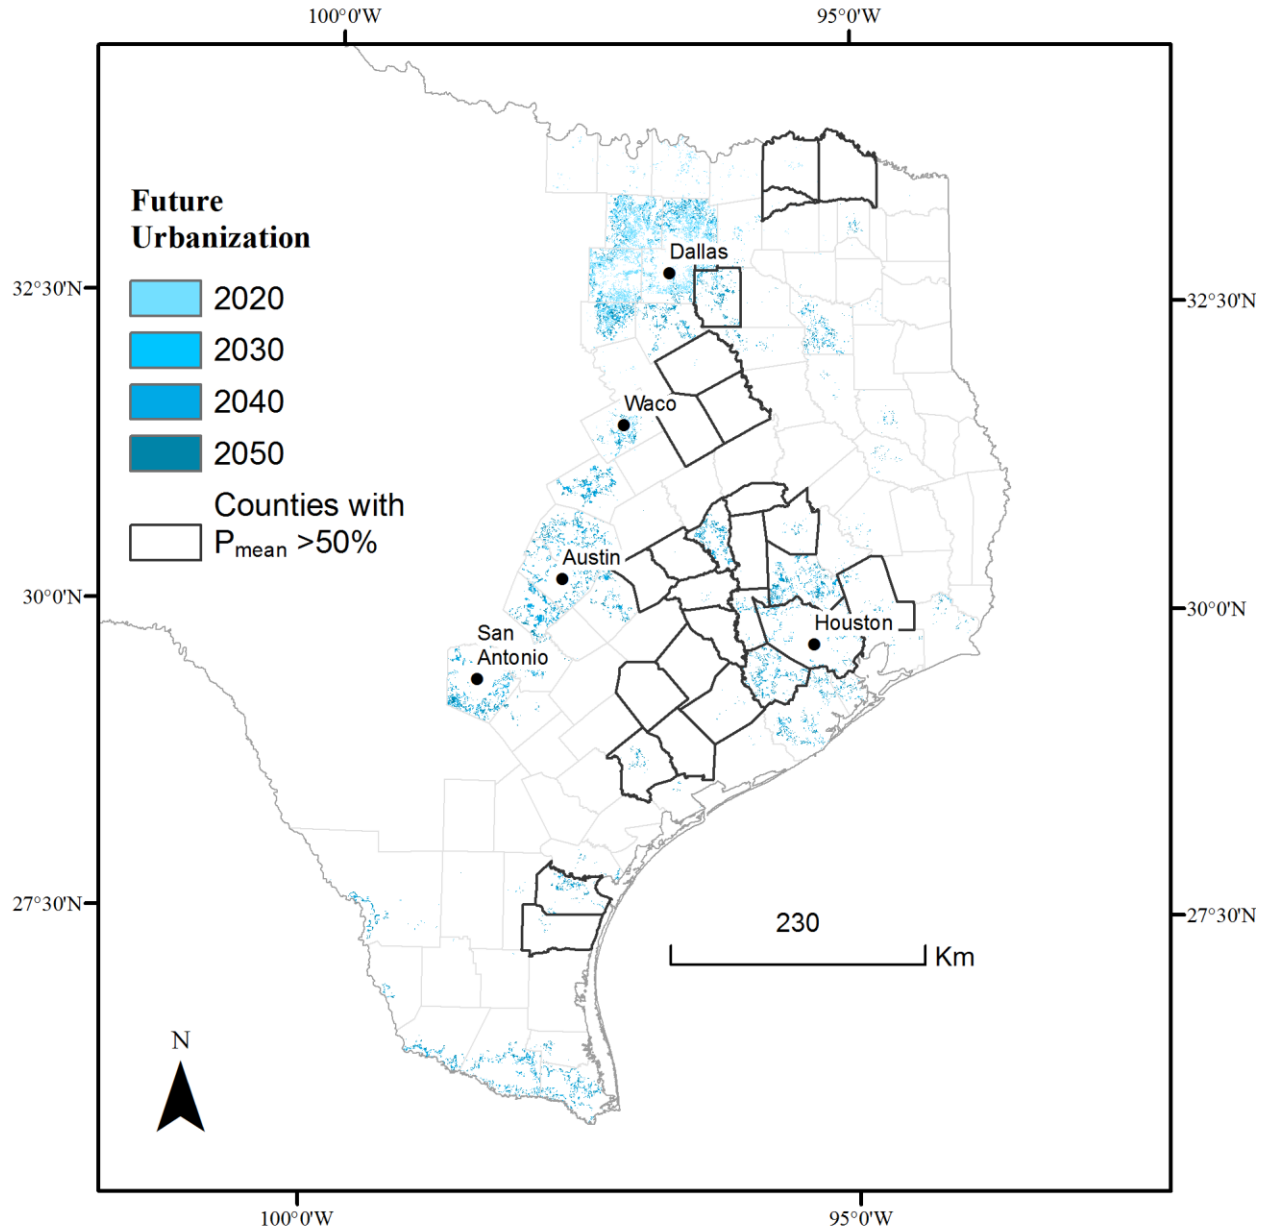 100°0'W
95°0'W
Future
Urbanization
2020
2030
2040
2050
Counties with
Pmean >50%
Dallas
Waco
Austin
San
Antonio
Houston
32°30'N
32°30'N
30°0'N
30°0'N
27°30'N
27°30'N
230
Km
N
100°0'W
95°0'W